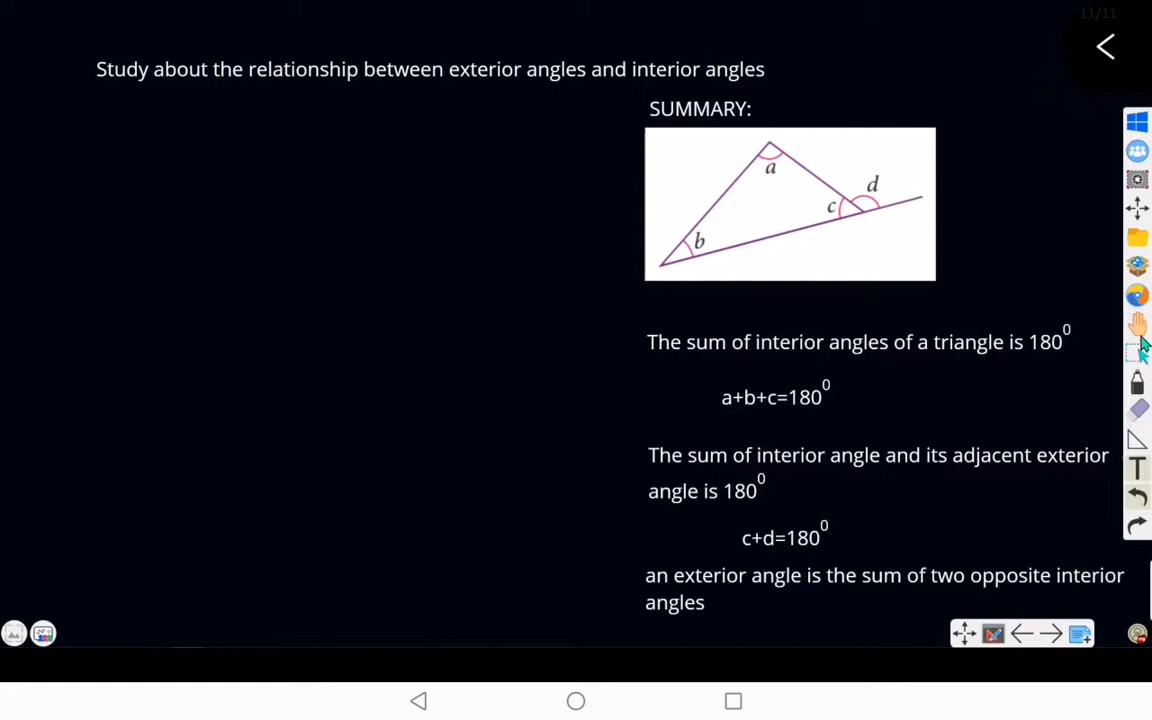 11/11
Study about the relationship between exterior angles and interior angles
SUMMARY:
a
d
c
b
The sum of interior angles of a triangle is 180⁰
a+b+c=180⁰
The sum of interior angle and its adjacent exterior
angle is 180⁰
c+d=180⁰
an exterior angle is the sum of two opposite interior
angles